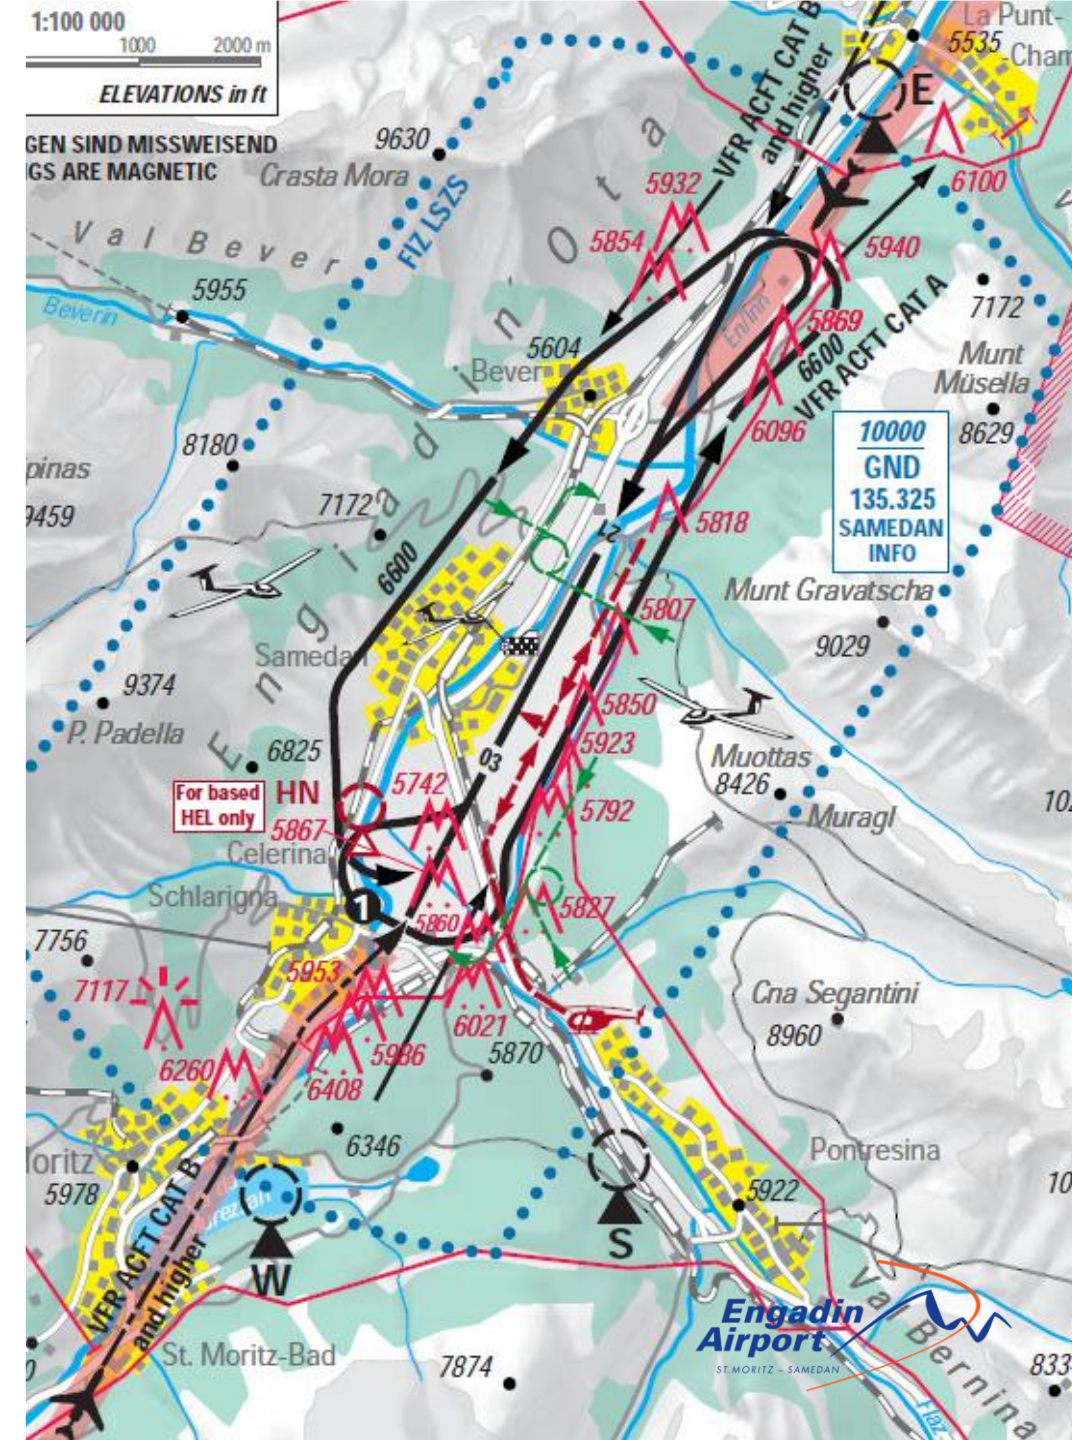 1:100 000
1000 2000 m
ELEVATIONS in ft
GEN SIND MISSWEISEND
GS ARE MAGNETIC
La Punt-
5535
-Cham
VFR ACFT CAT B
and higher
E
9630
Crasta Mora
FIZ LSZS
6100
5932
5854
5940
Val Bever
5955
Beverin
7172
5869
6600
VFR ACFT CAT A
En/Inn
5604
Bever
Munt
Müsella
8629
6096
10000
GND
135.325
SAMEDAN
INFO
8180
pinas
9459
7172
5818
21
6600
Engiadin'Ota
Munt Gravatscha
9029
5807
Samedan
9374
P. Padella
6825
5850
5923
03
Muottas
8426
Muragl
For based
HEL only
HN
5742
5792
5867
Celerina
Schlarigna
1
5860
5827
7756
7117
5953
6021
Cna Segantini
8960
6260
5986
5870
6408
6346
oritz
5978
Pontresina
5922
W
S
VFR ACFT CAT B
and higher
St. Moritz-Bad
7874
Val Bernina
Engadin
Airport
ST. MORITZ – SAMEDAN
833
Flaz